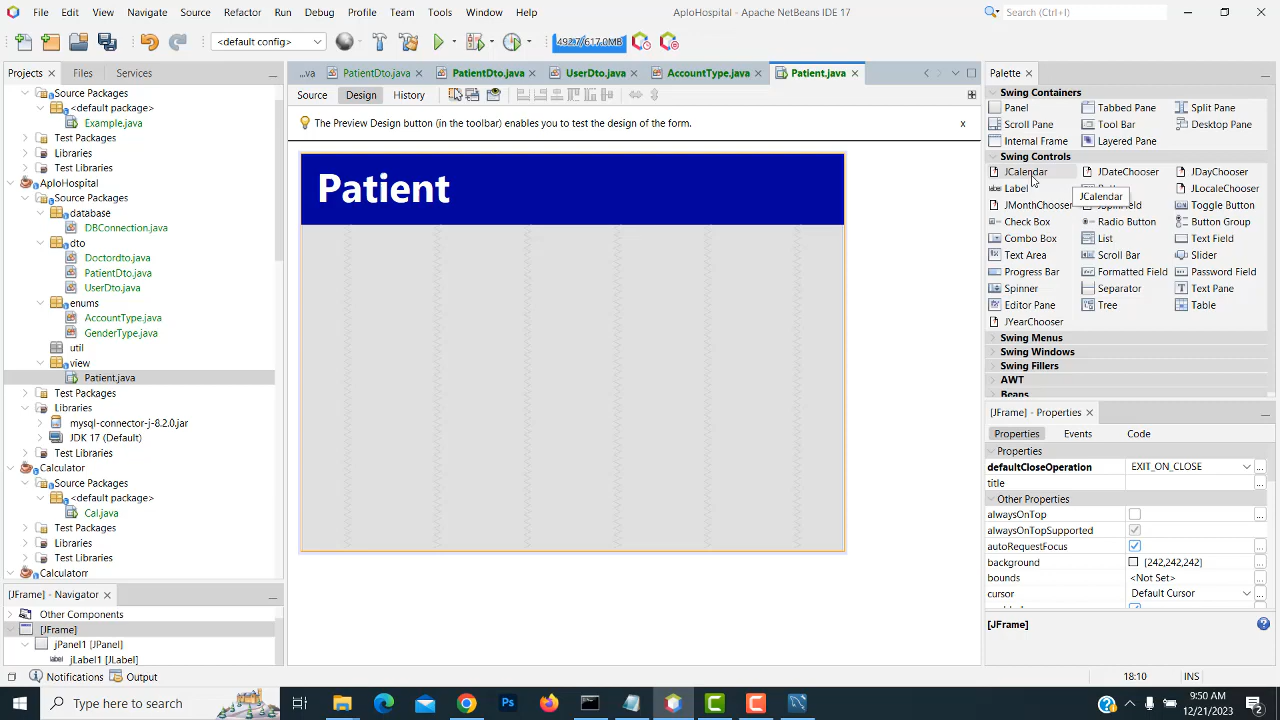 File Edit View Navigate Source Refactor Run Debug Profile Team Tools Window Help
AploHospital - Apache NetBeans IDE 17
Search (Ctrl+I)
<default config>
492.7/617.0MB
Projects
Files
Services
Source Packages
<default package>
Example.java
Test Packages
Libraries
Test Libraries
AploHospital
Source Packages
database
DBConnection.java
dto
Doctordto.java
PatientDto.java
UserDto.java
enums
AccountType.java
GenderType.java
util
view
Patient.java
Test Packages
Libraries
mysql-connector-j-8.2.0.jar
JDK 17 (Default)
Test Libraries
Calculator
Source Packages
<default package>
Cal.java
Test Packages
Libraries
Test Libraries
Calculatorr
[JFrame] - Navigator
Other Components
[JFrame]
jPanel1 [JPanel]
jLabel1 [JLabel]
Notifications
Output
...va
PatientDto.java
PatientDto.java
UserDto.java
AccountType.java
Patient.java
Source
Design
History
The Preview Design button (in the toolbar) enables you to test the design of the form.
x
Patient
Palette
Swing Containers
Panel Tabbed Pane Split Pane
Scroll Pane Tool Bar Desktop Pane
Internal Frame Layered Pane
Swing Controls
JCalendar JDateChooser JDayChooser
Label JLocaleChooser
JCalendar
JMonthChooser Toggle Button
Check Box Radio Button Button Group
Combo Box List Text Field
Text Area Scroll Bar Slider
Progress Bar Formatted Field Password Field
Spinner Separator Text Pane
Editor Pane Tree Table
JYearChooser
Swing Menus
Swing Windows
Swing Fillers
AWT
Beans
[JFrame] - Properties
Properties
Events
Code
Properties
defaultCloseOperation EXIT_ON_CLOSE
title
Other Properties
alwaysOnTop
alwaysOnTopSupported
autoRequestFocus
background [242,242,242]
bounds <Not Set>
cursor Default Cursor
[JFrame]
18:10
INS
Type here to search
9:50 AM
12/21/2023
2